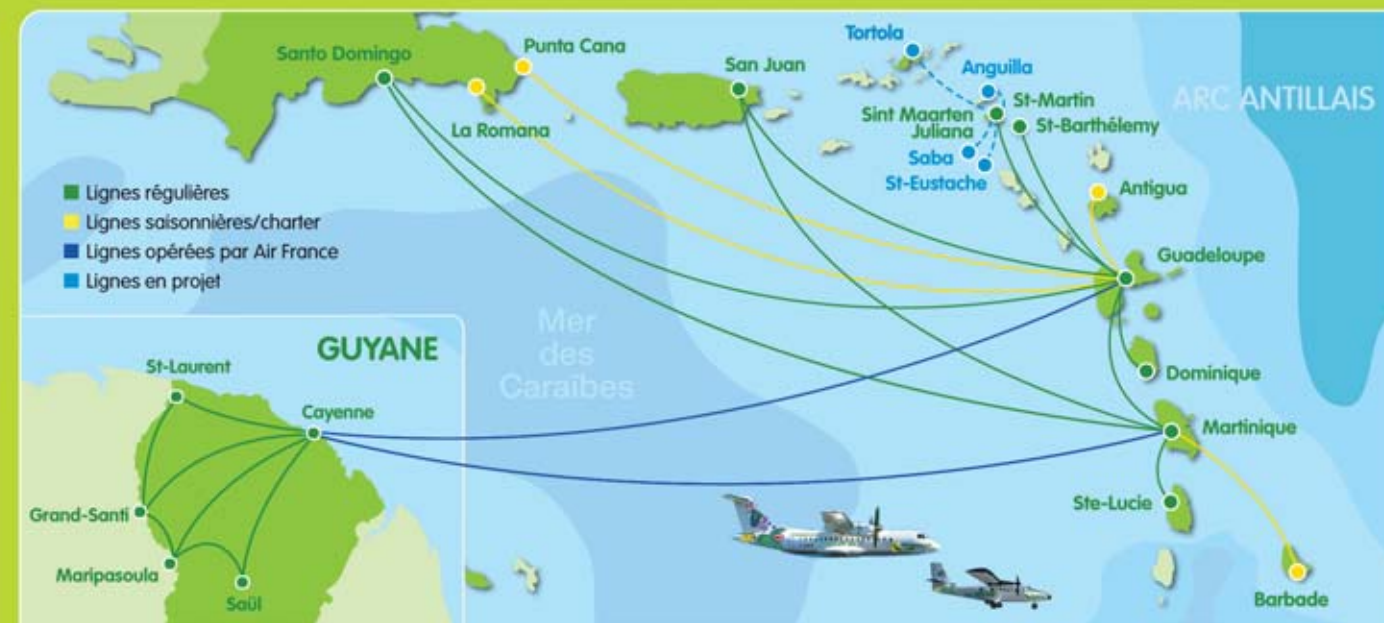 Santo Domingo
Punta Cana
La Romana
San Juan
Tortola
Anguilla
St-Martin
Sint Maarten
Juliana
St-Barthélemy
Saba
St-Eustache
ARC ANTILLAIS
Antigua
Lignes régulières
Lignes saisonnières/charter
Lignes opérées par Air France
Lignes en projet
Guadeloupe
Mer
des
Caraïbes
Dominique
Martinique
Ste-Lucie
Barbade
GUYANE
St-Laurent
Cayenne
Grand-Santi
Maripasoula
Saül